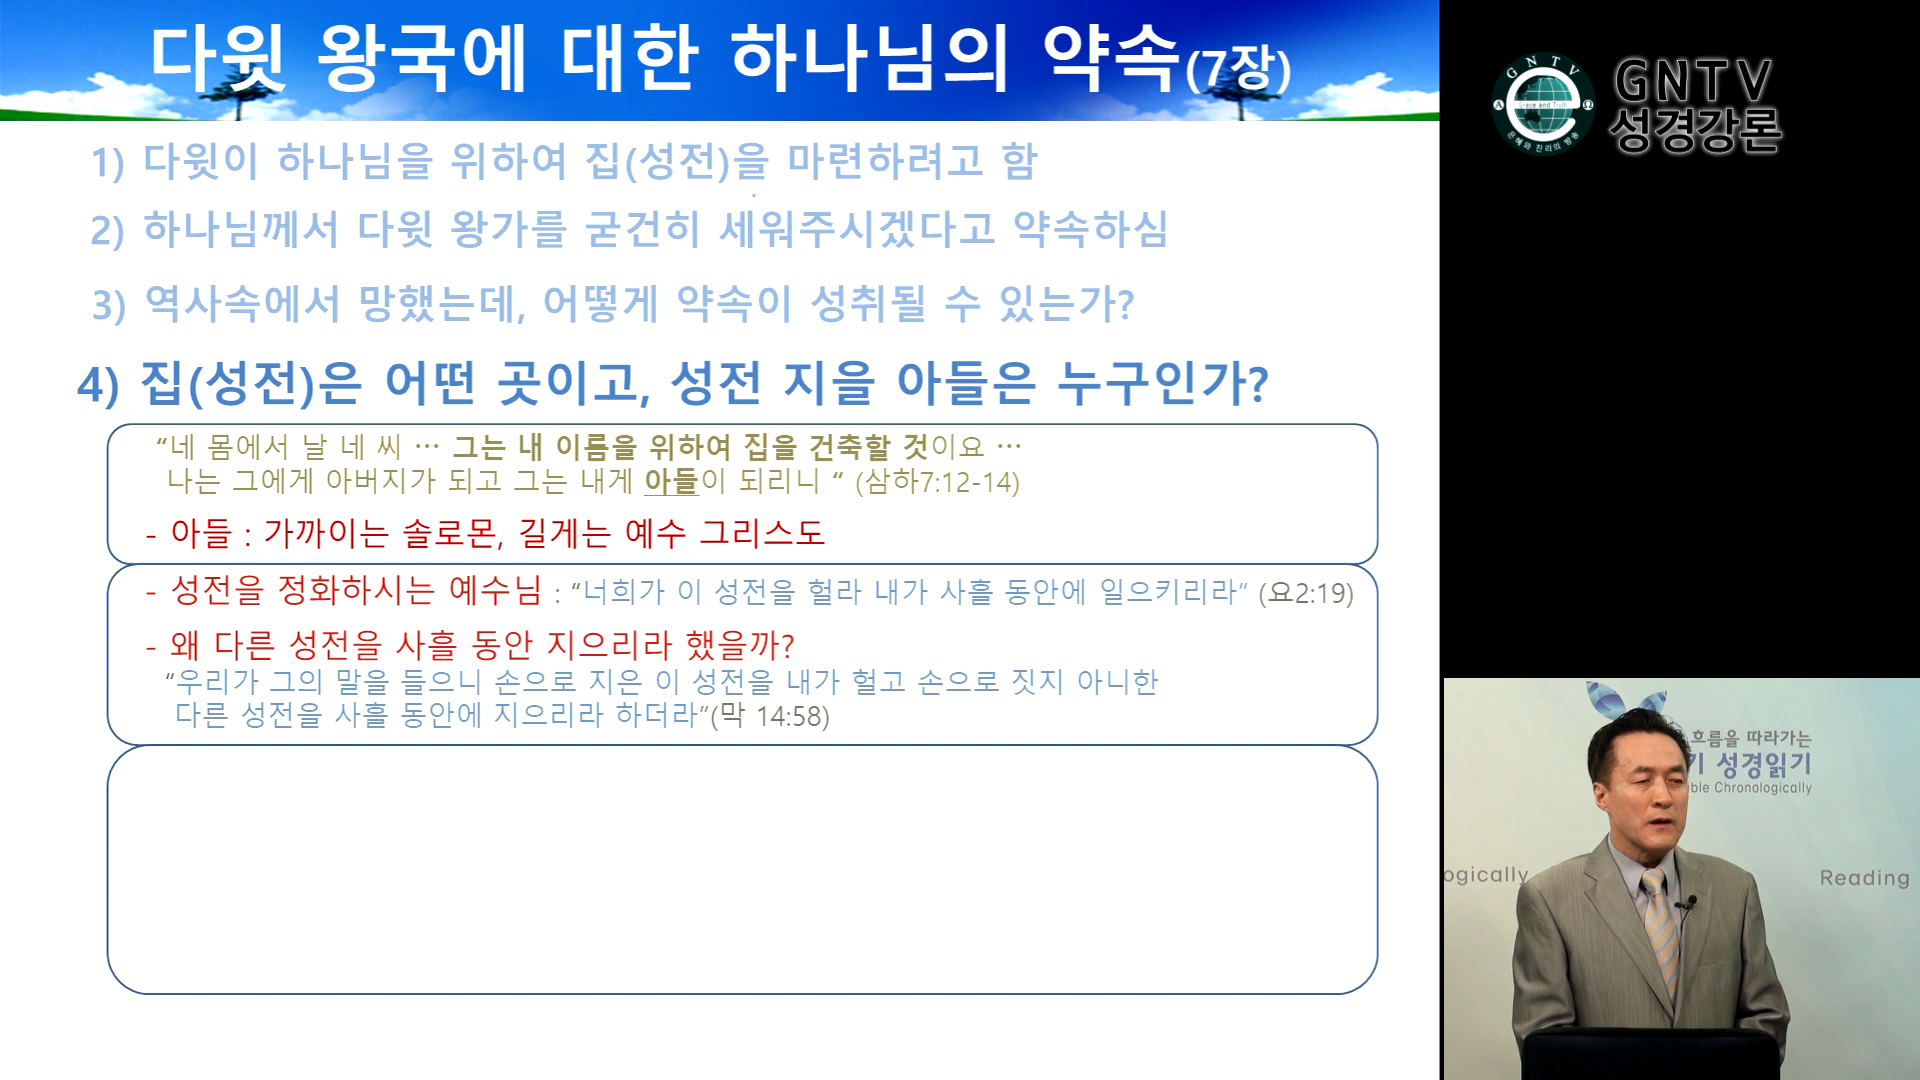 다윗 왕국에 대한 하나님의 약속(7장)
1) 다윗이 하나님을 위하여 집(성전)을 마련하려고 함
2) 하나님께서 다윗 왕가를 굳건히 세워주시겠다고 약속하심
3) 역사속에서 망했는데, 어떻게 약속이 성취될 수 있는가?
4) 집(성전)은 어떤 곳이고, 성전 지을 아들은 누구인가?
“네 몸에서 날 네 씨 … 그는 내 이름을 위하여 집을 건축할 것이요 …
나는 그에게 아버지가 되고 그는 내게 아들이 되리니 “ (삼하7:12-14)
- 아들 : 가까이는 솔로몬, 길게는 예수 그리스도
- 성전을 정화하시는 예수님 : “너희가 이 성전을 헐라 내가 사흘 동안에 일으키리라” (요2:19)
- 왜 다른 성전을 사흘 동안 지으리라 했을까?
“우리가 그의 말을 들으니 손으로 지은 이 성전을 내가 헐고 손으로 짓지 아니한
다른 성전을 사흘 동안에 지으리라 하더라”(막 14:58)
GNTV
Grace and Truth
은혜와 진리의 방송
GNTV
성경강론
흐름을 따라가는
기 성경읽기
ible Chronologically
ogically
Reading